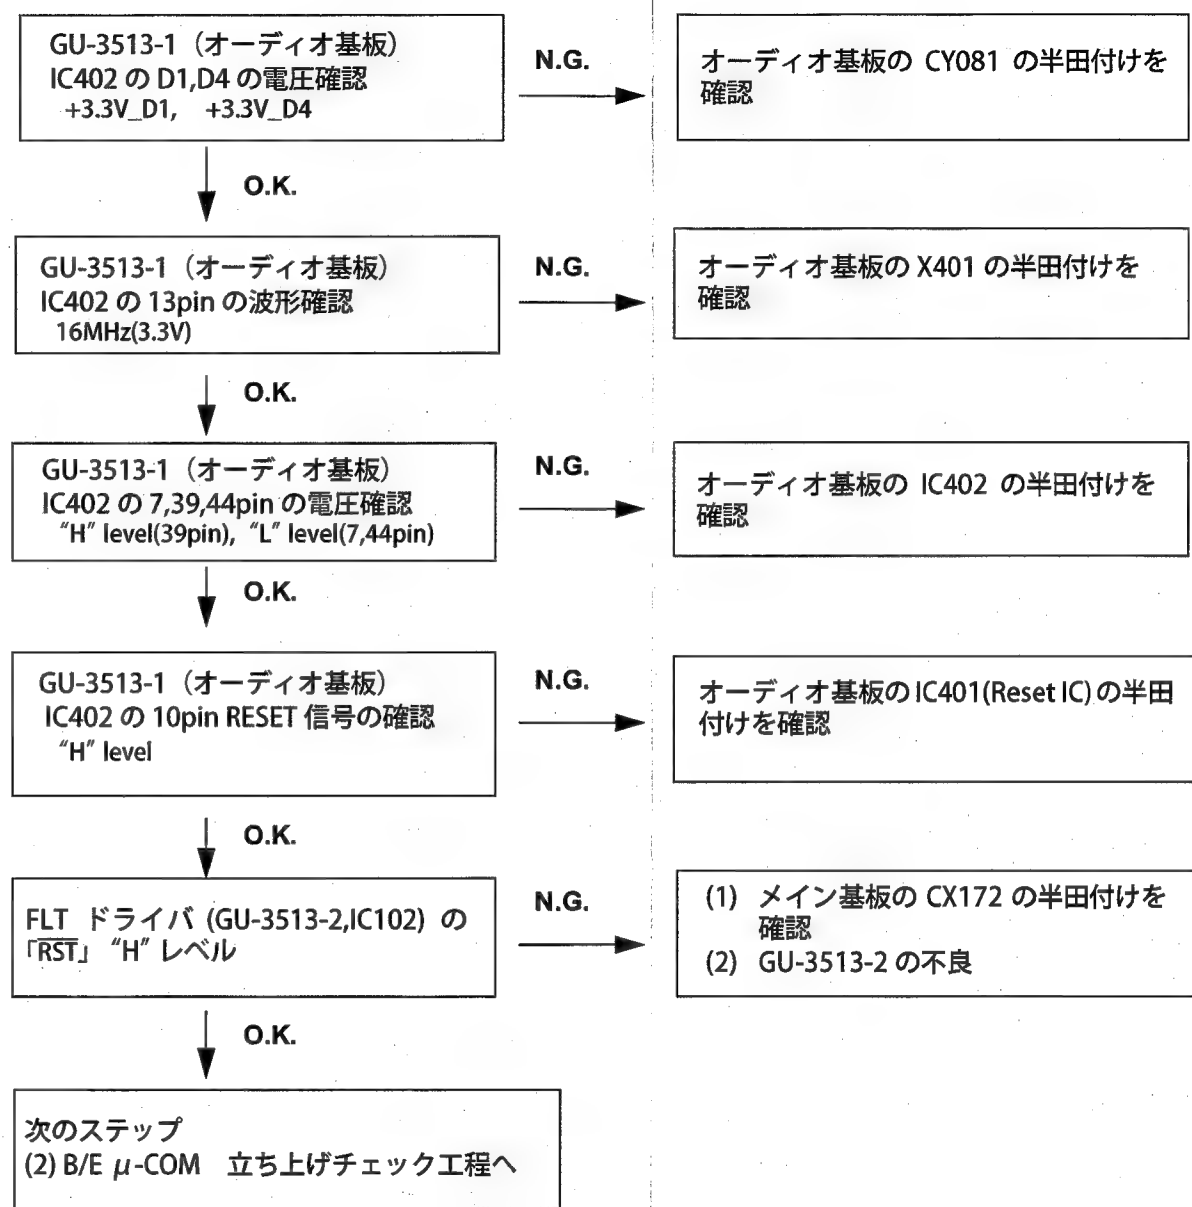 GU-3513-1(オーディオ基板)
IC402 の D1,D4 の電圧確認
+3.3V_D1, +3.3V_D4
N.G.
オーディオ基板の CY081 の半田付けを
確認
O.K.
GU-3513-1(オーディオ基板)
IC402 の 13pin の波形確認
16MHz(3.3V)
N.G.
オーディオ基板の X401 の半田付けを
確認
O.K.
GU-3513-1(オーディオ基板)
IC402 の 7,39,44pin の電圧確認
“H” level(39pin), “L” level(7,44pin)
N.G.
オーディオ基板の IC402 の半田付けを
確認
O.K.
GU-3513-1(オーディオ基板)
IC402 の 10pin RESET 信号の確認
“H” level
N.G.
オーディオ基板の IC401(Reset IC) の半田
付けを確認
O.K.
FLT ドライバ (GU-3513-2,IC102) の
「R̅S̅T̅」 “H” レベル
N.G.
(1) メイン基板の CX172 の半田付けを
確認
(2) GU-3513-2 の不良
O.K.
次のステップ
(2) B/E μ-COM 立ち上げチェック工程へ